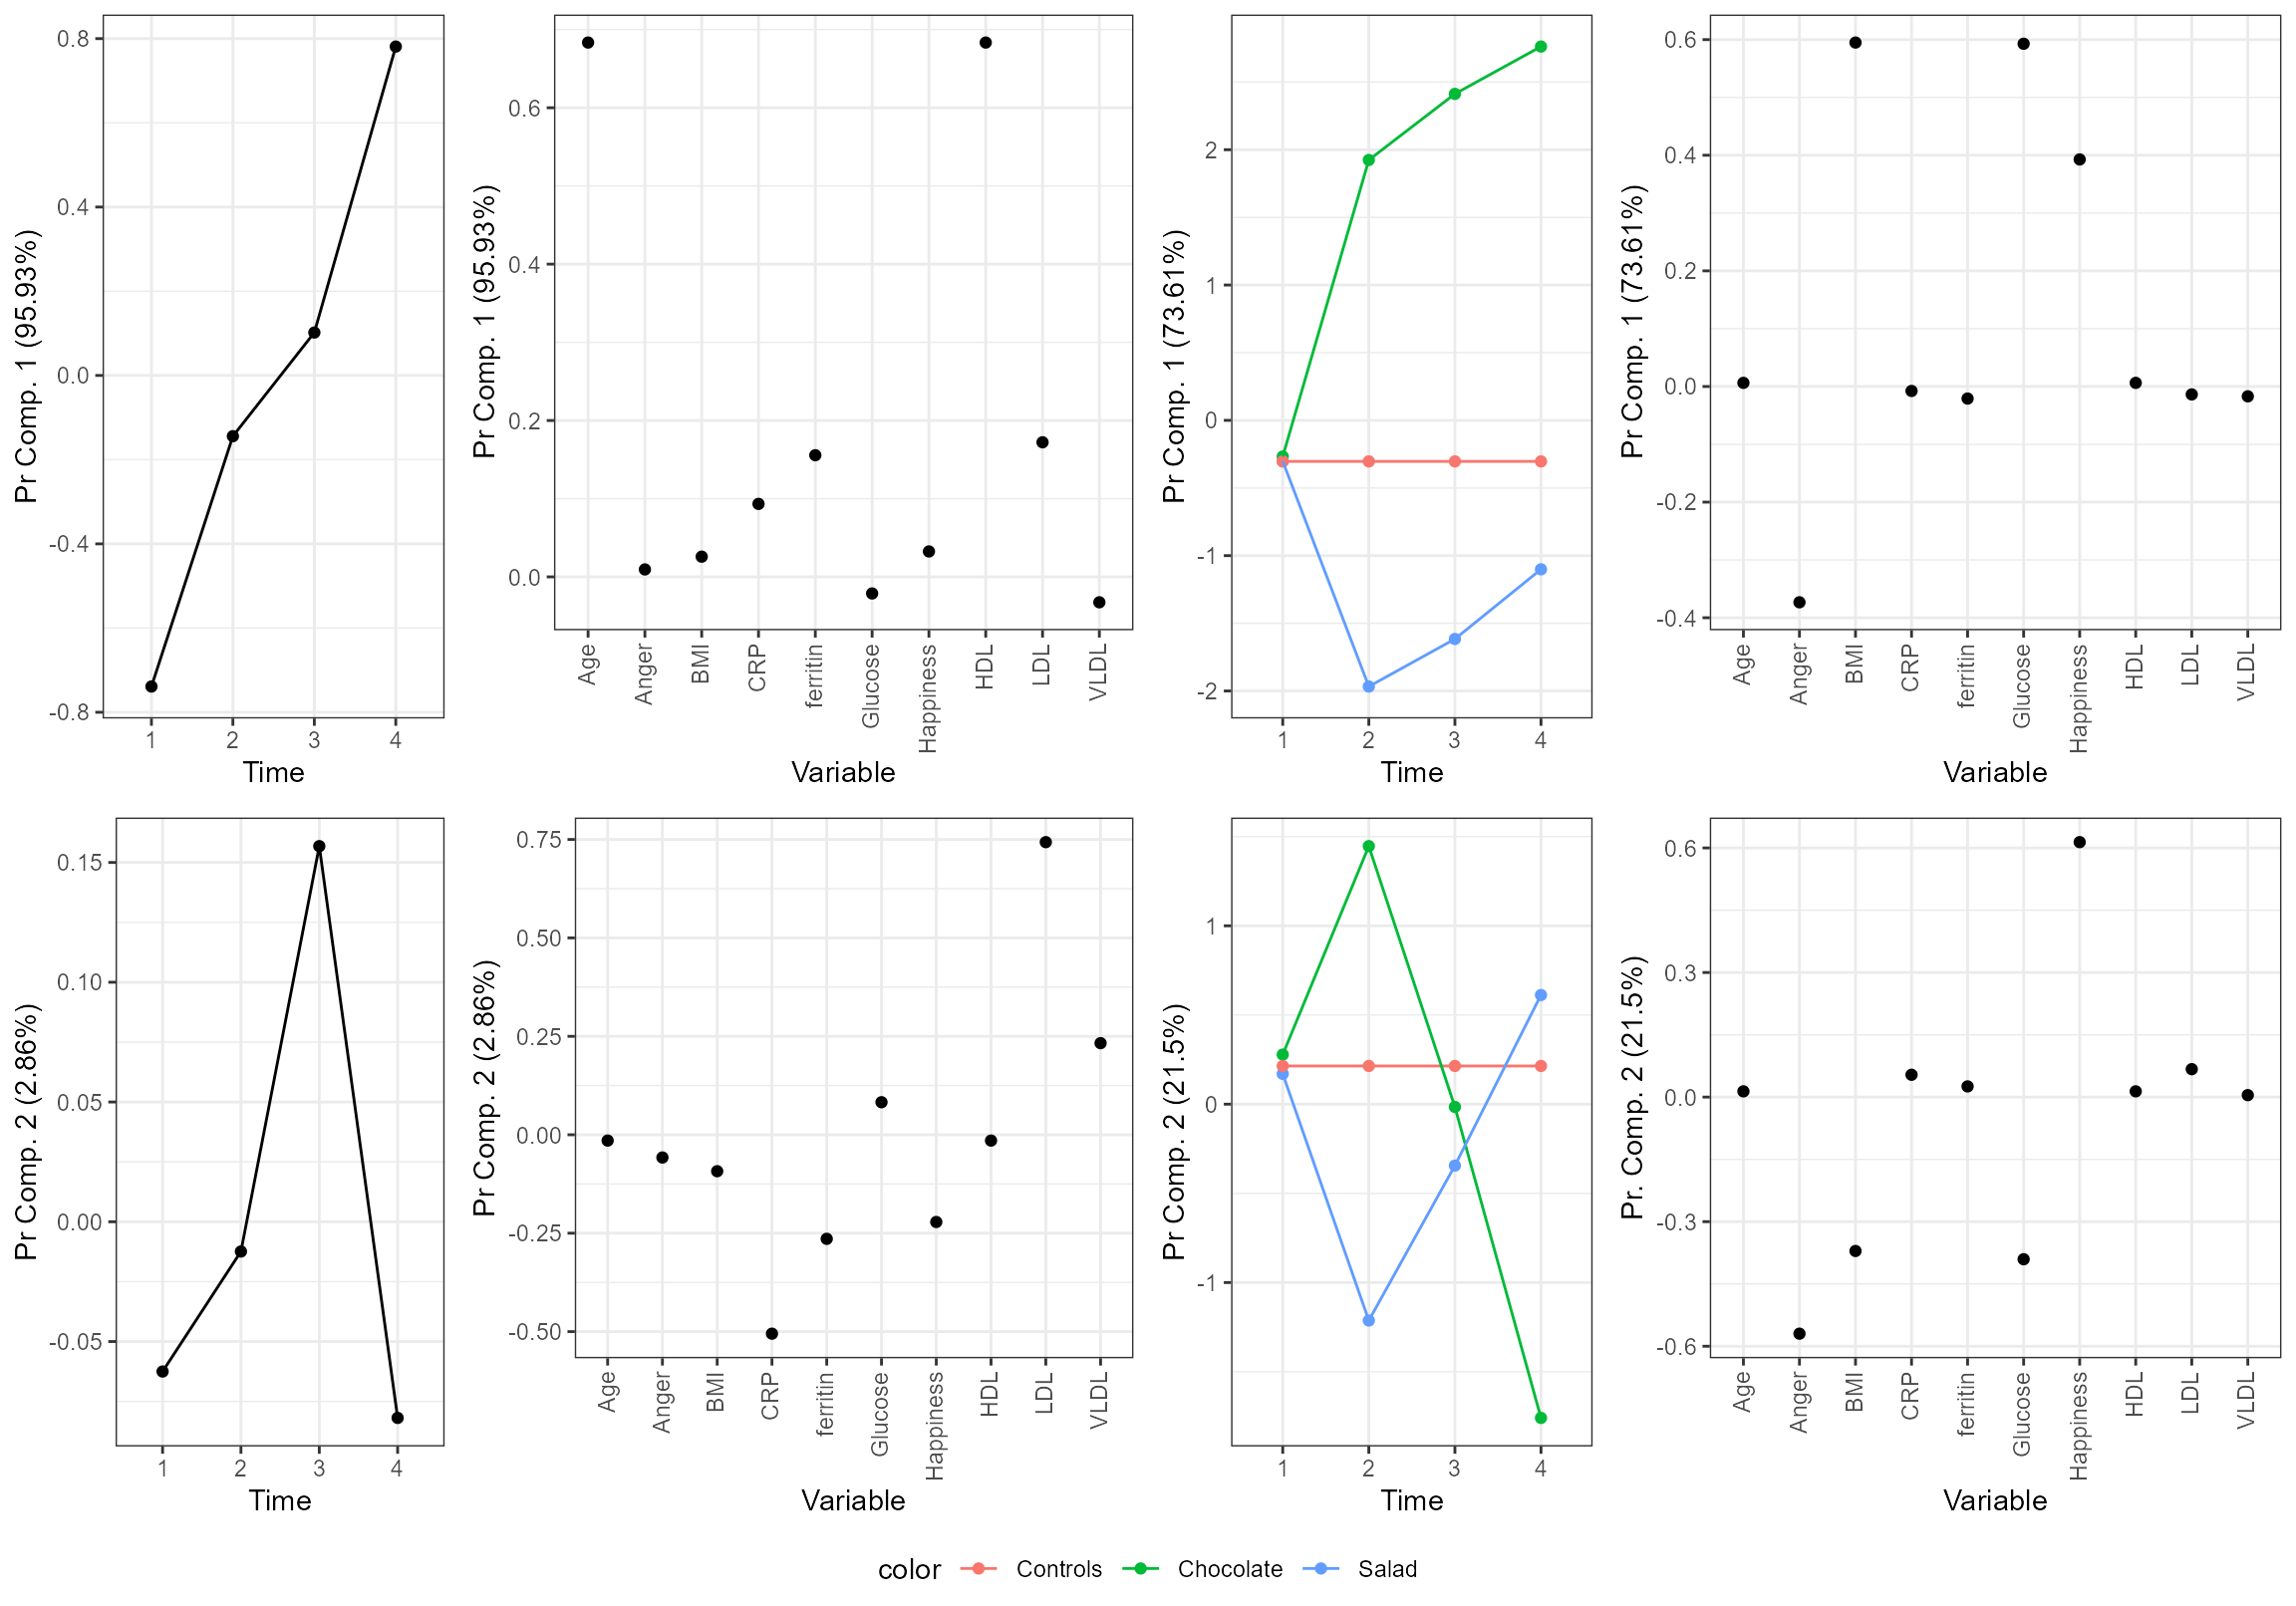 Pr Comp. 1 (95.93%)
0.8
0.4
0.0
-0.4
-0.8
1 2 3 4
Time
Pr Comp. 1 (95.93%)
0.6
0.4
0.2
0.0
Age
Anger
BMI
CRP
ferritin
Glucose
Happiness
HDL
LDL
VLDL
Variable
Pr Comp. 1 (73.61%)
2
1
0
-1
-2
1 2 3 4
Time
Pr Comp. 1 (73.61%)
0.6
0.4
0.2
0.0
-0.2
-0.4
Age
Anger
BMI
CRP
ferritin
Glucose
Happiness
HDL
LDL
VLDL
Variable
Pr Comp. 2 (2.86%)
0.15
0.10
0.05
0.00
-0.05
1 2 3 4
Time
Pr Comp. 2 (2.86%)
0.75
0.50
0.25
0.00
-0.25
-0.50
Age
Anger
BMI
CRP
ferritin
Glucose
Happiness
HDL
LDL
VLDL
Variable
Pr Comp. 2 (21.5%)
1
0
-1
1 2 3 4
Time
Pr. Comp. 2 (21.5%)
0.6
0.3
0.0
-0.3
-0.6
Age
Anger
BMI
CRP
ferritin
Glucose
Happiness
HDL
LDL
VLDL
Variable
color Controls Chocolate Salad